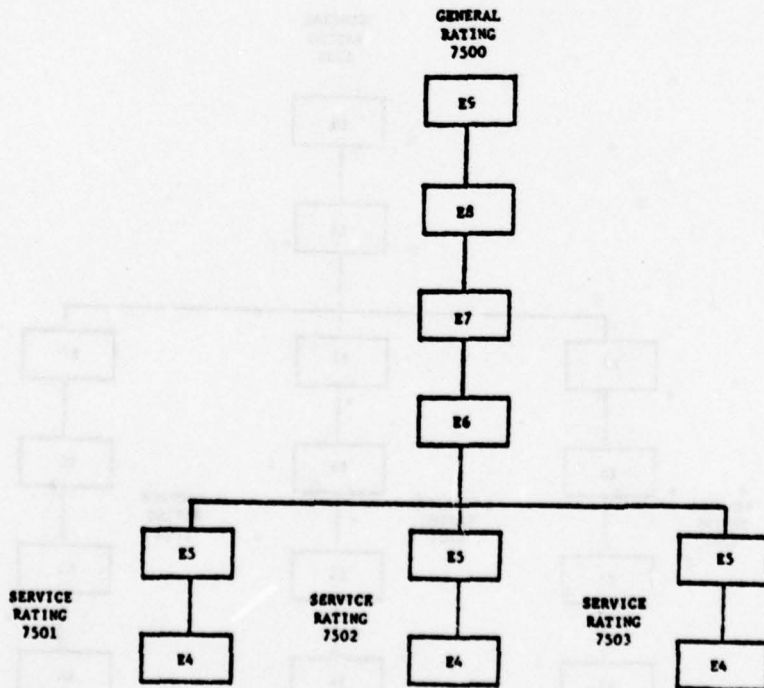 GENERAL
RATING
7500
E9
E8
E7
E6
E5
E5
E5
SERVICE
RATING
7501
SERVICE
RATING
7502
SERVICE
RATING
7503
E4
E4
E4